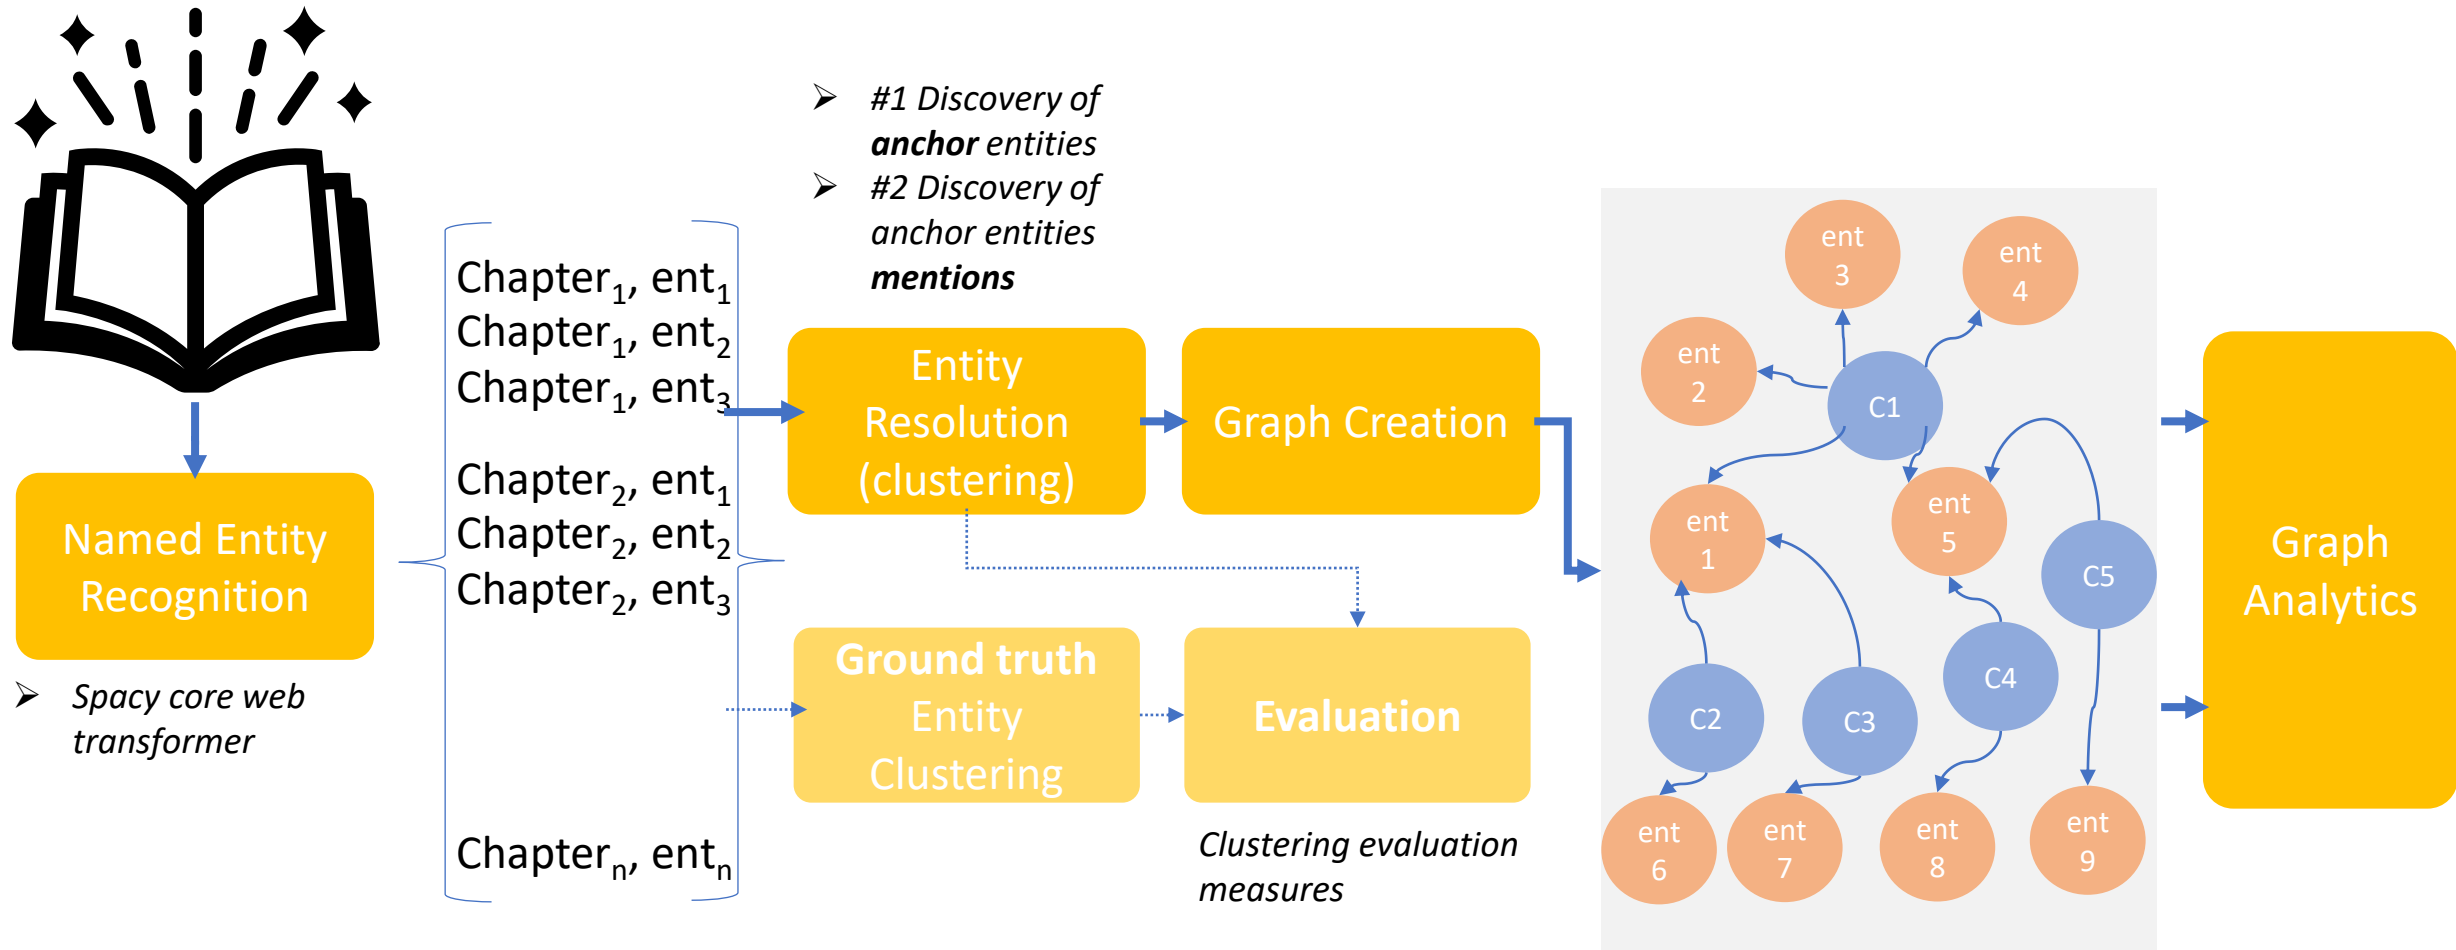 Named Entity
Recognition
➢ Spacy core web
transformer
Chapter₁, ent₁
Chapter₁, ent₂
Chapter₁, ent₃
Chapter₂, ent₁
Chapter₂, ent₂
Chapter₂, ent₃
Chapterₙ, entₙ
➢ #1 Discovery of
anchor entities
➢ #2 Discovery of
anchor entities
mentions
Entity
Resolution
(clustering)
Graph Creation
Ground truth
Entity
Clustering
Evaluation
Clustering evaluation
measures
ent
3
ent
4
ent
2
C1
ent
1
ent
5
C5
C4
C2
C3
ent
6
ent
7
ent
8
ent
9
Graph
Analytics